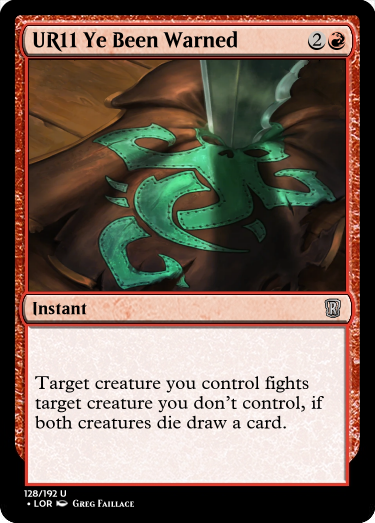 UR11 Ye Been Warned 2
Instant
Target creature you control fights
target creature you don't control, if
both creatures die draw a card.
128/192 U
• LOR Greg Faillace